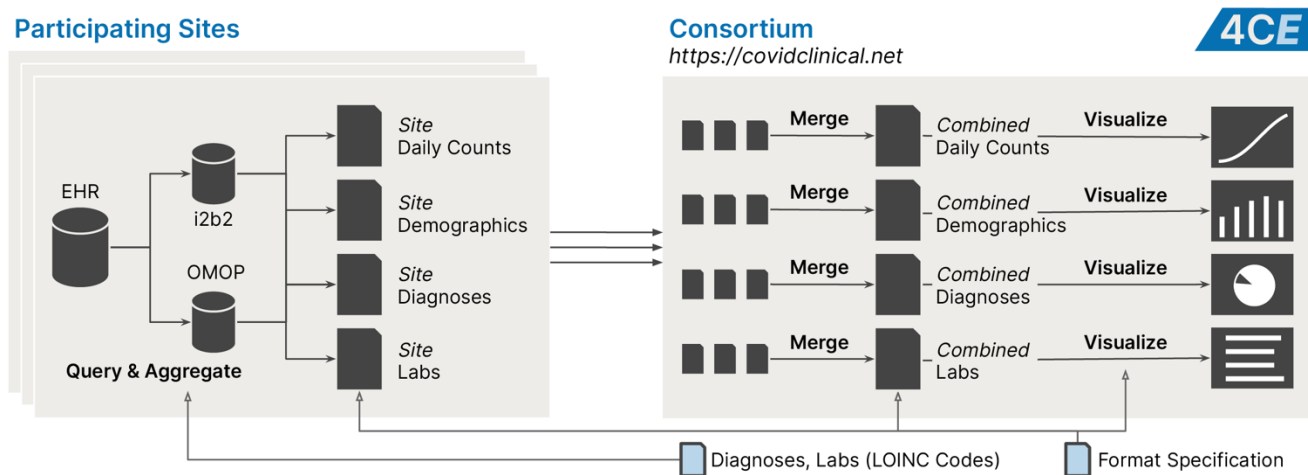 Participating Sites
Consortium
https://covidclinical.net
4CE
EHR
i2b2
OMOP
Query & Aggregate
Site
Daily Counts
Site
Demographics
Site
Diagnoses
Site
Labs
Merge
Combined
Daily Counts
Visualize
Merge
Combined
Demographics
Visualize
Merge
Combined
Diagnoses
Visualize
Merge
Combined
Labs
Visualize
Diagnoses, Labs (LOINC Codes)
Format Specification